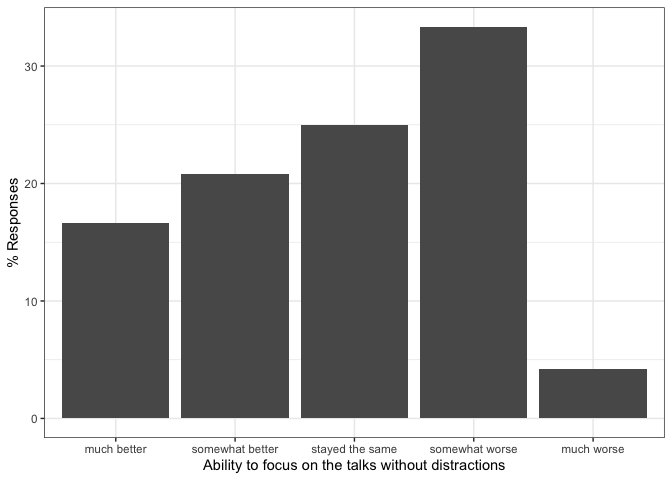 30
20
10
0
% Responses
much better somewhat better stayed the same somewhat worse much worse
Ability to focus on the talks without distractions